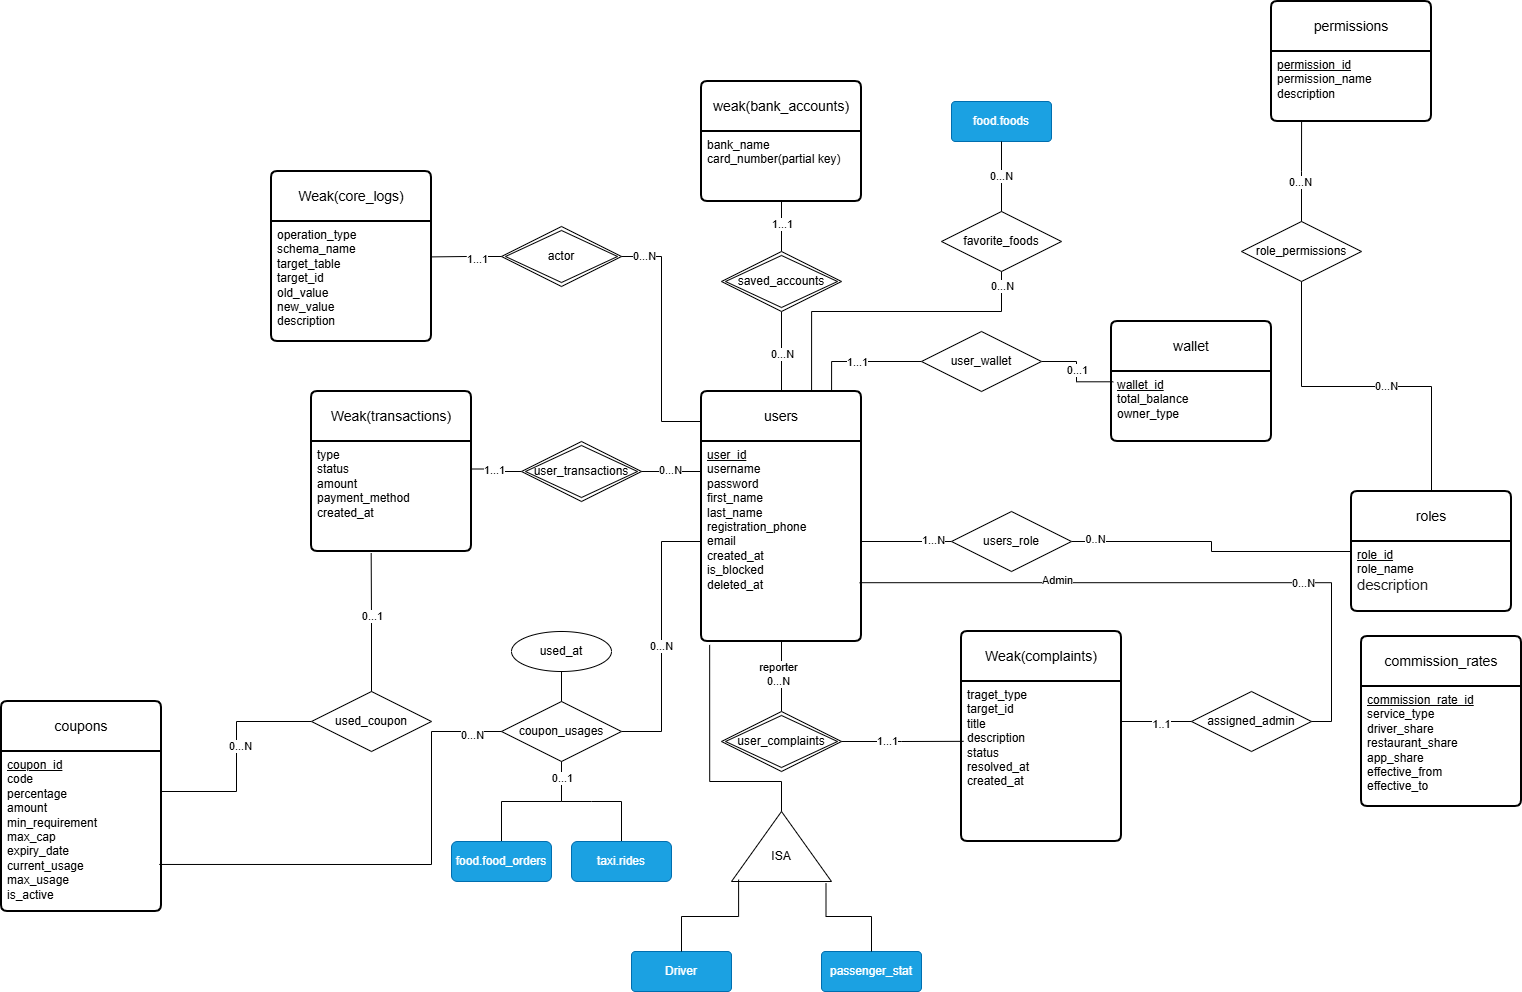 permissions
permission_id
permission_name
description
0...N
role_permissions
0...N
weak(bank_accounts)
bank_name
card_number(partial key)
1...1
saved_accounts
0...N
food.foods
0...N
favorite_foods
0...N
Weak(core_logs)
operation_type
schema_name
target_table
target_id
old_value
new_value
description
1...1
actor
0...N
user_wallet
1...1
0...1
wallet
wallet_id
total_balance
owner_type
Weak(transactions)
type
status
amount
payment_method
created_at
1...1
user_transactions
0...N
0...1
users
user_id
username
password
first_name
last_name
registration_phone
email
created_at
is_blocked
deleted_at
1...N
users_role
0..N
roles
role_id
role_name
description
Admin
0...N
used_at
0...N
reporter
0...N
Weak(complaints)
traget_type
target_id
title
description
status
resolved_at
created_at
1..1
assigned_admin
commission_rates
commission_rate_id
service_type
driver_share
restaurant_share
app_share
effective_from
effective_to
coupons
coupon_id
code
percentage
amount
min_requirement
max_cap
expiry_date
current_usage
max_usage
is_active
0...N
used_coupon
0...N
coupon_usages
0...1
user_complaints
1...1
food.food_orders
taxi.rides
ISA
Driver
passenger_stat